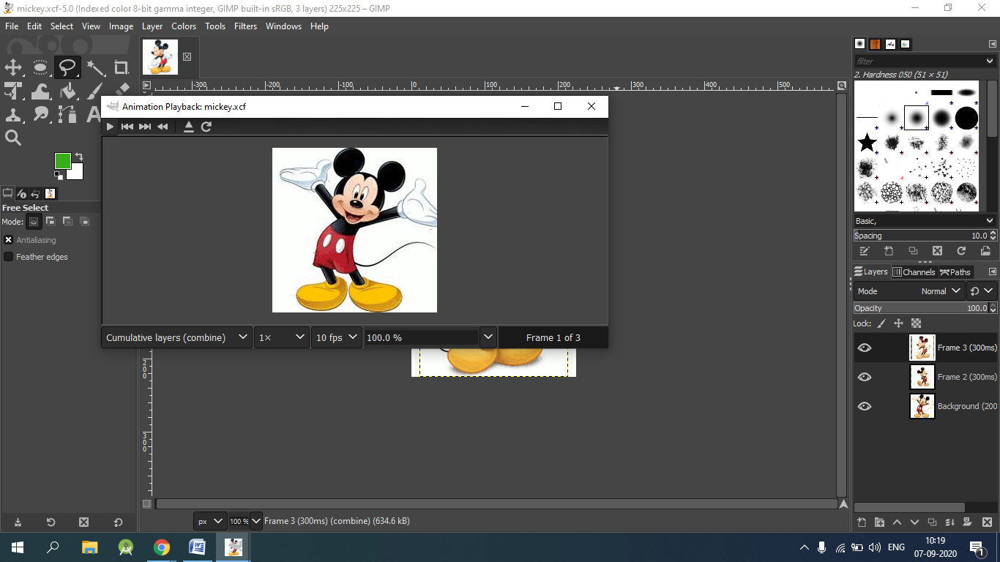 mickey.xcf-5.0 (Indexed color 8-bit gamma integer, GIMP built-in sRGB, 3 layers) 225x225 – GIMP
File Edit Select View Image Layer Colors Tools Filters Windows Help
filter
2. Hardness 050 (51 × 51)
-300 -200 -100 0 100 200 300 400 500
Animation Playback: mickey.xcf
Free Select
Mode:
Antialiasing
Feather edges
Cumulative layers (combine) 1× 10 fps 100.0 % Frame 1 of 3
200
300
Basic,
Spacing 10.0
Layers Channels Paths
Mode Normal
Opacity 100.0
Lock:
Frame 3 (300ms)
Frame 2 (300ms)
Background (200
px 100 % Frame 3 (300ms) (combine) (634.6 kB)
ENG
10:19
07-09-2020
1